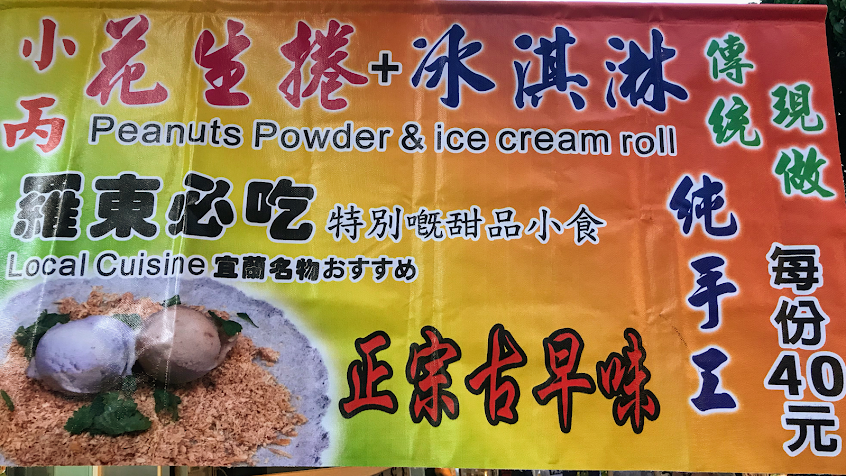 小丙
花生捲+冰淇淋
Peanuts Powder & ice cream roll
羅東必吃 特別嘅甜品小食
Local Cuisine 宜蘭名物おすすめ
正宗古早味
傳統
現做
纯手工
每份40元